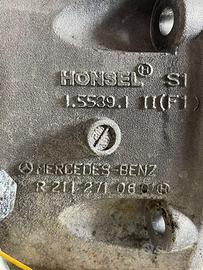 HONSEL H S1
1.5539.1 II(F1)
MERCEDES-BENZ
R 211 271 06